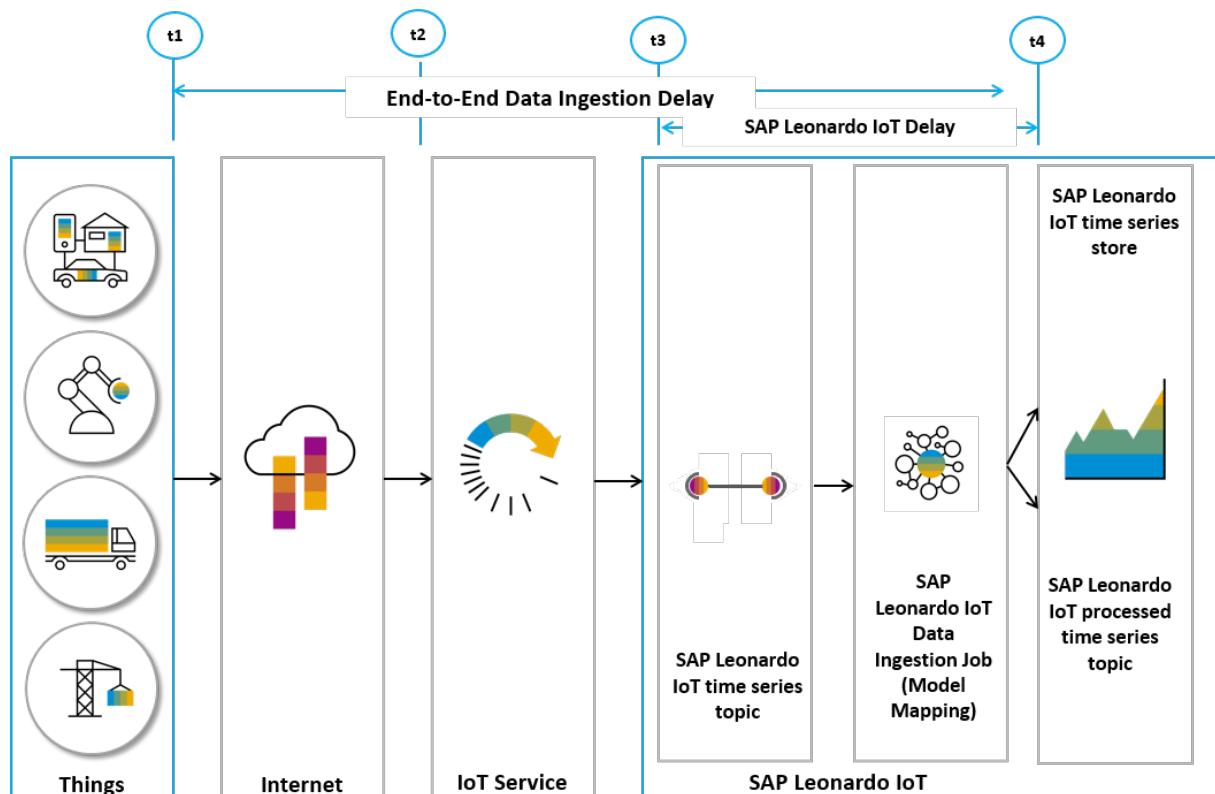 t1
t2
t3
t4
End-to-End Data Ingestion Delay
SAP Leonardo IoT Delay
SAP Leonardo
IoT time series
store
SAP Leonardo
IoT time series
topic
SAP
Leonardo IoT
Data
Ingestion Job
(Model
Mapping)
SAP Leonardo
IoT processed
time series
topic
Things
Internet
IoT Service
SAP Leonardo IoT